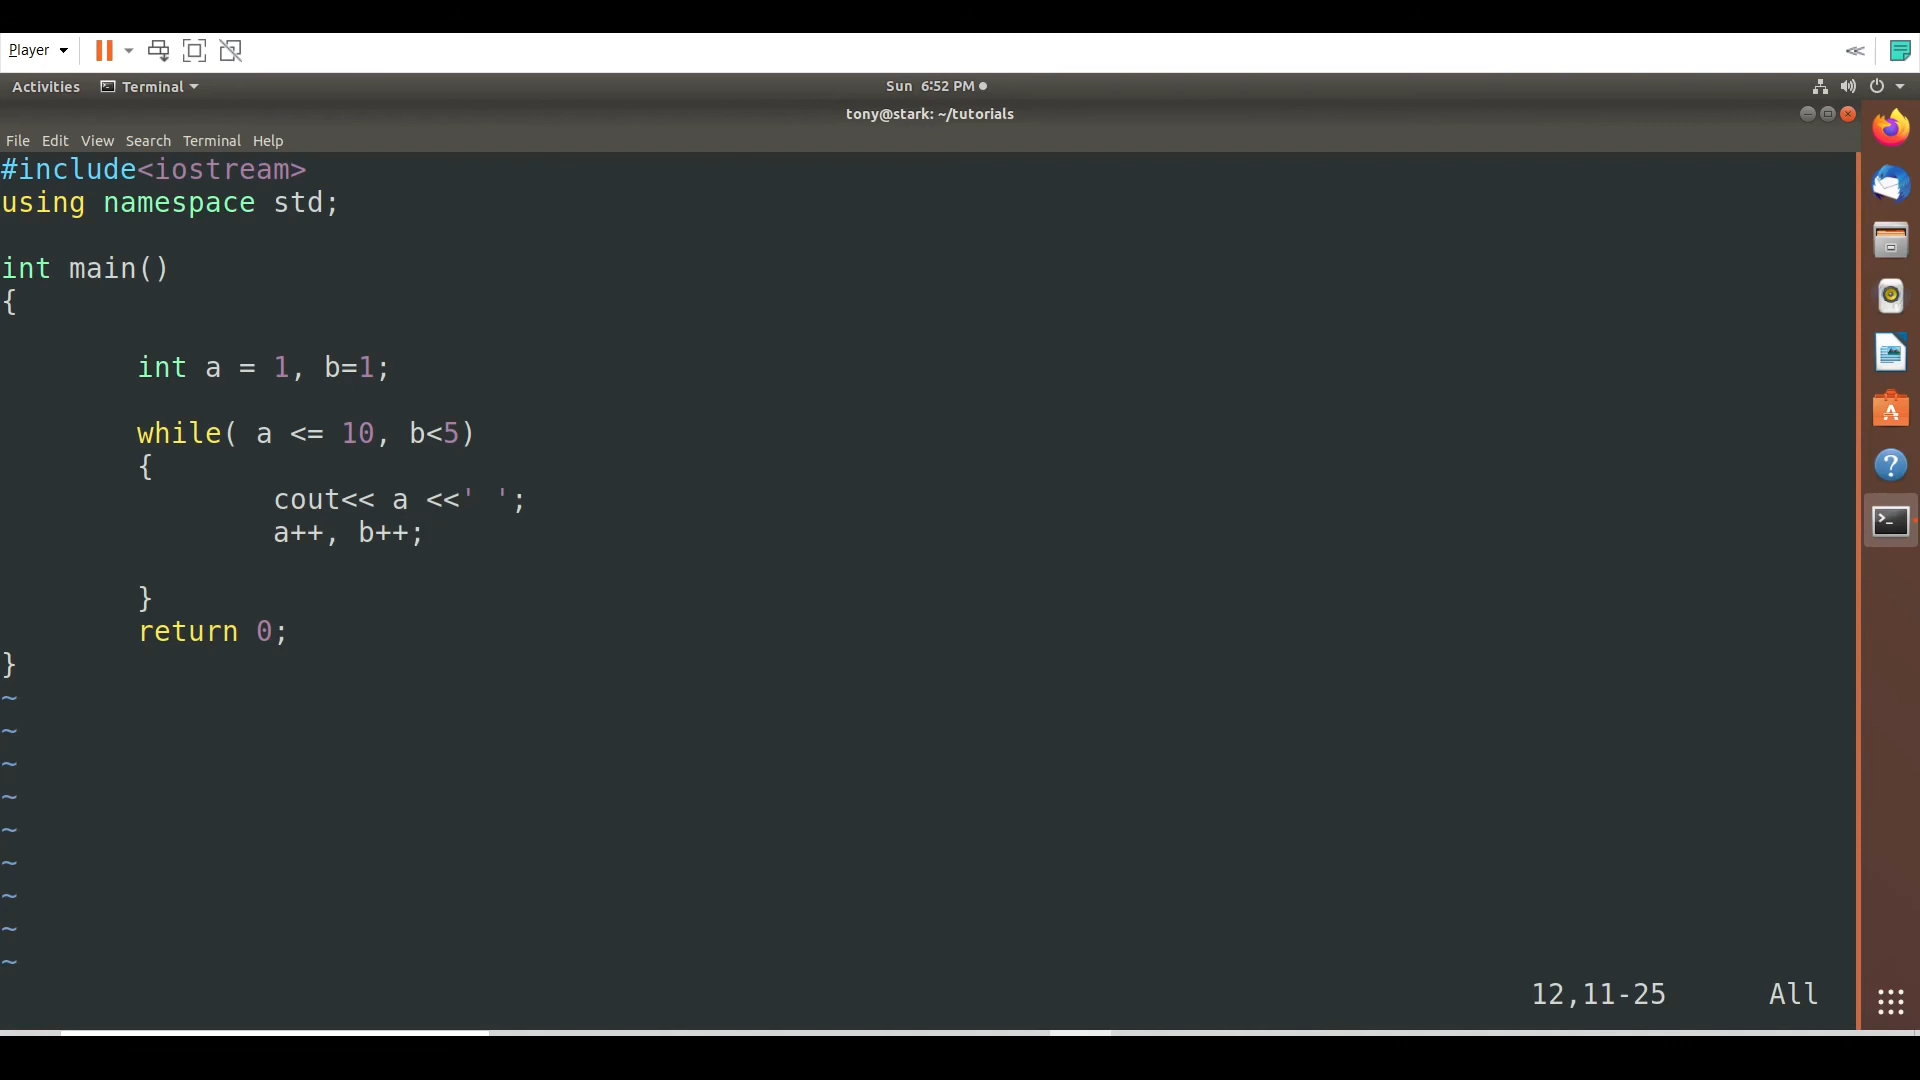 Player
Activities Terminal Sun 6:52 PM
tony@stark: ~/tutorials
File Edit View Search Terminal Help
#include<iostream>
using namespace std;
int main()
{
int a = 1, b=1;
while( a <= 10, b<5)
{
cout<< a <<' ';
a++, b++;
}
return 0;
}
~
~
~
~
~
~
~
~
~
12,11-25 All